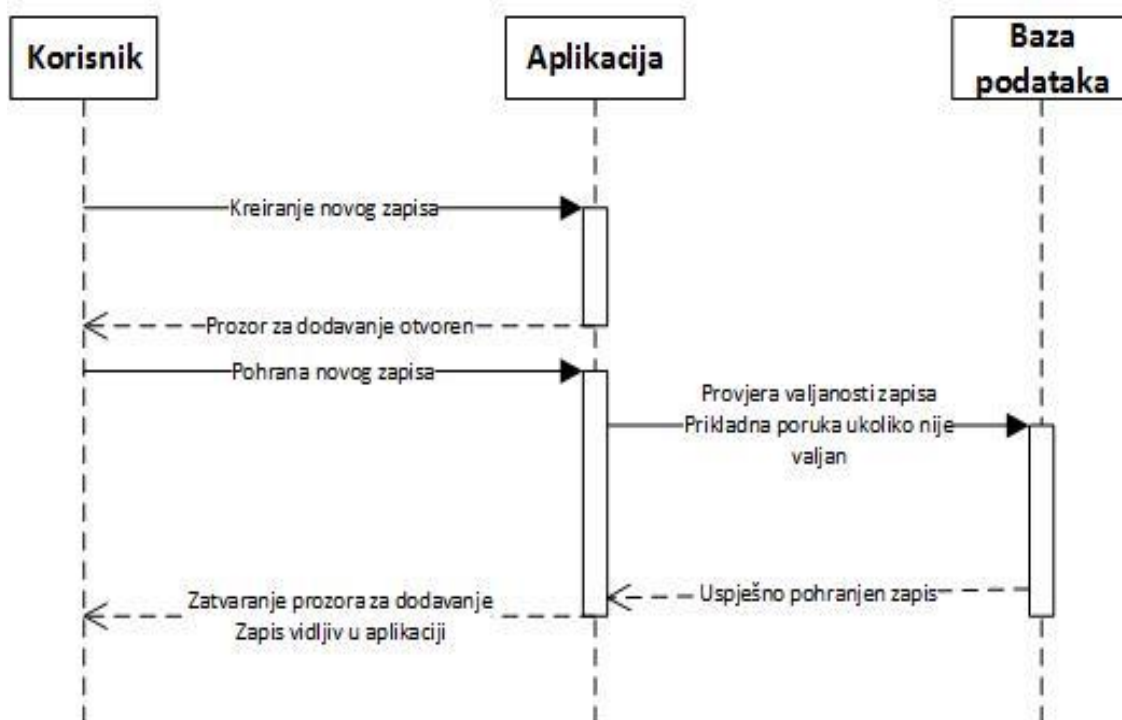 Korisnik
Aplikacija
Baza
podataka
Kreiranje novog zapisa
Prozor za dodavanje otvoren
Pohrana novog zapisa
Provjera valjanosti zapisa
Prikladna poruka ukoliko nije
valjan
Uspješno pohranjen zapis
Zatvaranje prozora za dodavanje
Zapis vidljiv u aplikaciji